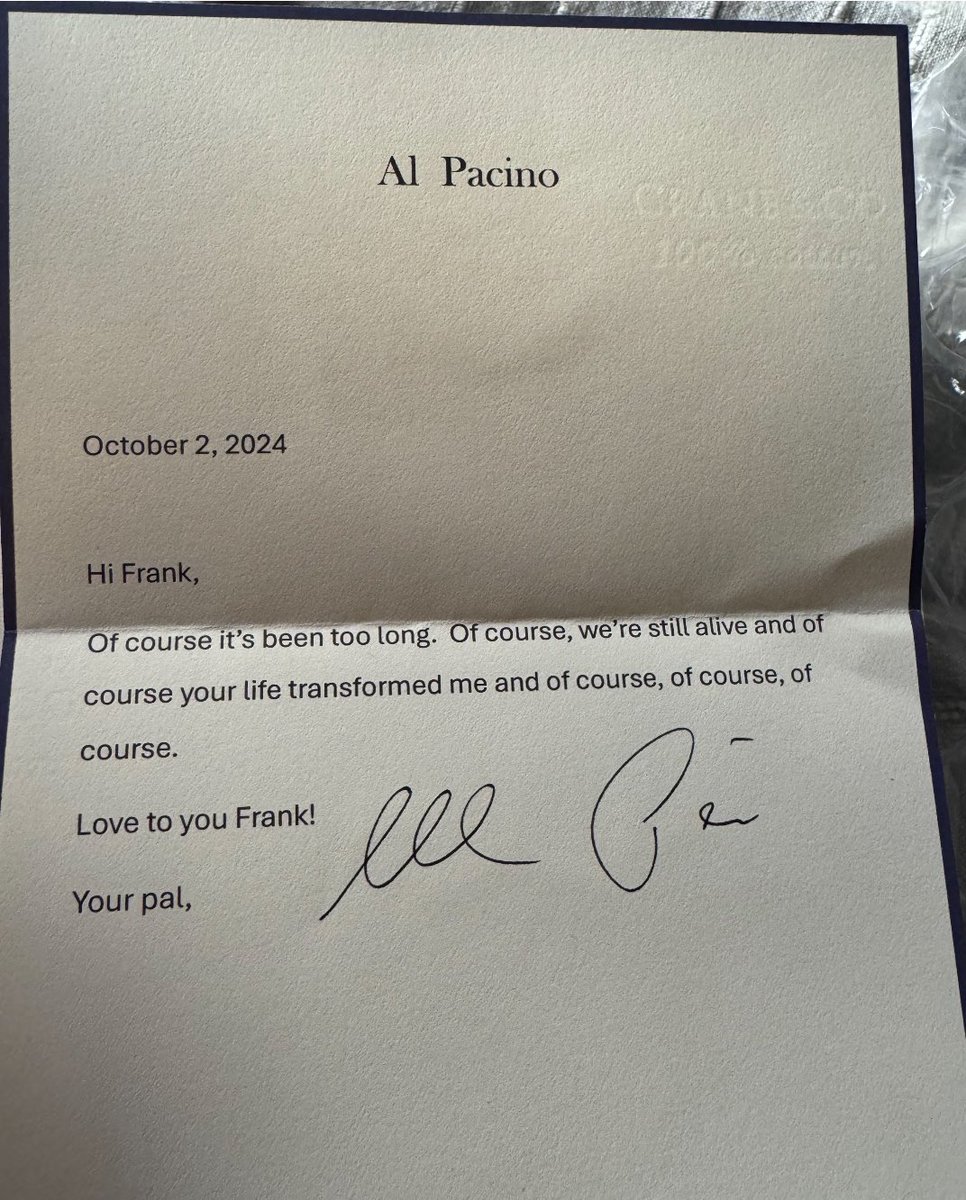 Al Pacino
October 2, 2024
Hi Frank,
Of course it's been too long.  Of course, we're still alive and of
course your life transformed me and of course, of course, of
course.
Love to you Frank!
Your pal,